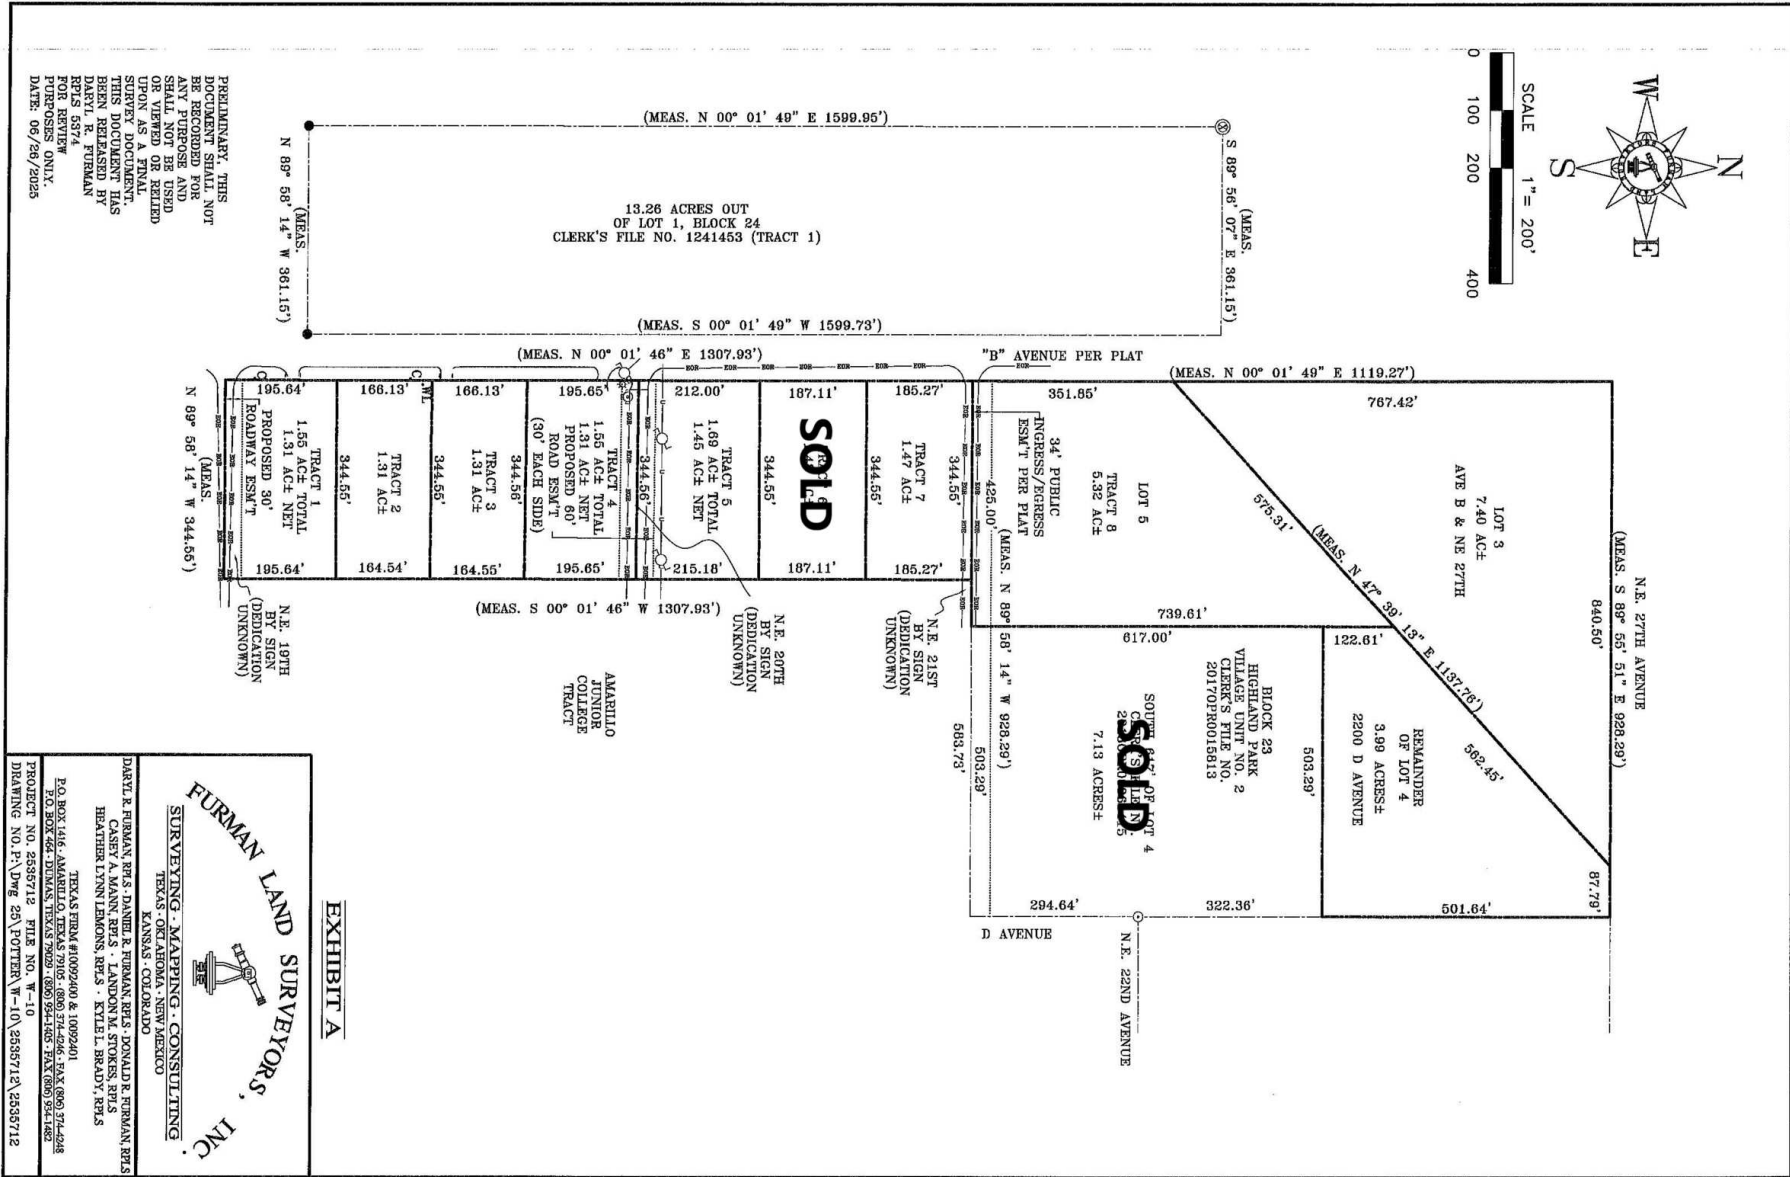 N
W
E
S
SCALE 1"= 200'
0
100
200
400
(MEAS. N 00° 01' 49" E 1599.95')
(MEAS.
S 89° 56' 07" E 361.15')
13.26 ACRES OUT
OF LOT 1, BLOCK 24
CLERK'S FILE NO. 1241453 (TRACT 1)
(MEAS.
N 89° 58' 14" W 361.15')
(MEAS. S 00° 01' 49" W 1599.73')
PRELIMINARY, THIS
DOCUMENT SHALL NOT
BE RECORDED FOR
ANY PURPOSE AND
SHALL NOT BE USED
OR VIEWED OR RELIED
UPON AS A FINAL
SURVEY DOCUMENT.
THIS DOCUMENT HAS
BEEN RELEASED BY
DARYL R. FURMAN
RPLS 5374
FOR REVIEW
PURPOSES ONLY.
DATE: 06/26/2025
(MEAS. N 00° 01' 46" E 1307.93')
"B" AVENUE PER PLAT
(MEAS. N 00° 01' 49" E 1119.27')
195.64'
166.13'
166.13'
195.65'
212.00'
187.11'
185.27'
351.85'
767.42'
WL
TRACT 1
1.55 AC± TOTAL
1.31 AC± NET
PROPOSED 30'
ROADWAY ESM'T
344.55'
TRACT 2
1.31 AC±
344.55'
TRACT 3
1.31 AC±
344.56'
TRACT 4
1.55 AC± TOTAL
1.31 AC± NET
PROPOSED 60'
ROAD ESM'T
(30' EACH SIDE)
344.56'
TRACT 5
1.69 AC± TOTAL
1.45 AC± NET
344.55'
SOLD
344.55'
TRACT 7
1.47 AC±
344.55'
425.00'
34' PUBLIC
INGRESS/EGRESS
ESM'T PER PLAT
LOT 5
TRACT 8
5.32 AC±
LOT 3
7.40 AC±
AVE B & NE 27TH
575.31'
(MEAS. N 47° 39' 13" E 1137.76')
562.45'
N.E. 27TH AVENUE
(MEAS. S 89° 55' 51" E 928.29')
840.50'
87.79'
195.64'
164.54'
164.55'
195.65'
215.18'
187.11'
185.27'
739.61'
617.00'
122.61'
(MEAS.
N 89° 58' 14" W 344.55')
(MEAS. S 00° 01' 46" W 1307.93')
N.E. 19TH
BY SIGN
(DEDICATION
UNKNOWN)
N.E. 20TH
BY SIGN
(DEDICATION
UNKNOWN)
N.E. 21ST
BY SIGN
(DEDICATION
UNKNOWN)
AMARILLO
JUNIOR
COLLEGE
TRACT
(MEAS. N 89° 58' 14" W 928.29')
503.29'
583.73'
BLOCK 23
HIGHLAND PARK
VILLAGE UNIT NO. 2
CLERK'S FILE NO.
2017OPR0015813
SOUTH 617' OF LOT 4
SOLD
7.13 ACRES±
503.29'
REMAINDER
OF LOT 4
3.99 ACRES±
2200 D AVENUE
294.64'
322.36'
501.64'
D AVENUE
N.E. 22ND AVENUE
EXHIBIT A
FURMAN LAND SURVEYORS, INC.
SURVEYING · MAPPING · CONSULTING
TEXAS · OKLAHOMA · NEW MEXICO
KANSAS · COLORADO
DARYL R. FURMAN, RPLS · DANIEL R. FURMAN, RPLS · DONALD R. FURMAN, RPLS
CASEY A. MANN, RPLS · LANDON M. STOKES, RPLS
HEATHER LYNN LEMONS, RPLS · KYLE L. BRADY, RPLS
TEXAS FIRM #10092400 & 10092401
P.O. BOX 1416 · AMARILLO, TEXAS 79105 · (806) 374-4246 · FAX (806) 374-4248
P.O. BOX 464 · DUMAS, TEXAS 79029 · (806) 934-1405 · FAX (806) 934-1482
PROJECT NO. 2535712 FILE NO. W-10
DRAWING NO. P:\Dwg 25\POTTER\W-10\2535712\2535712